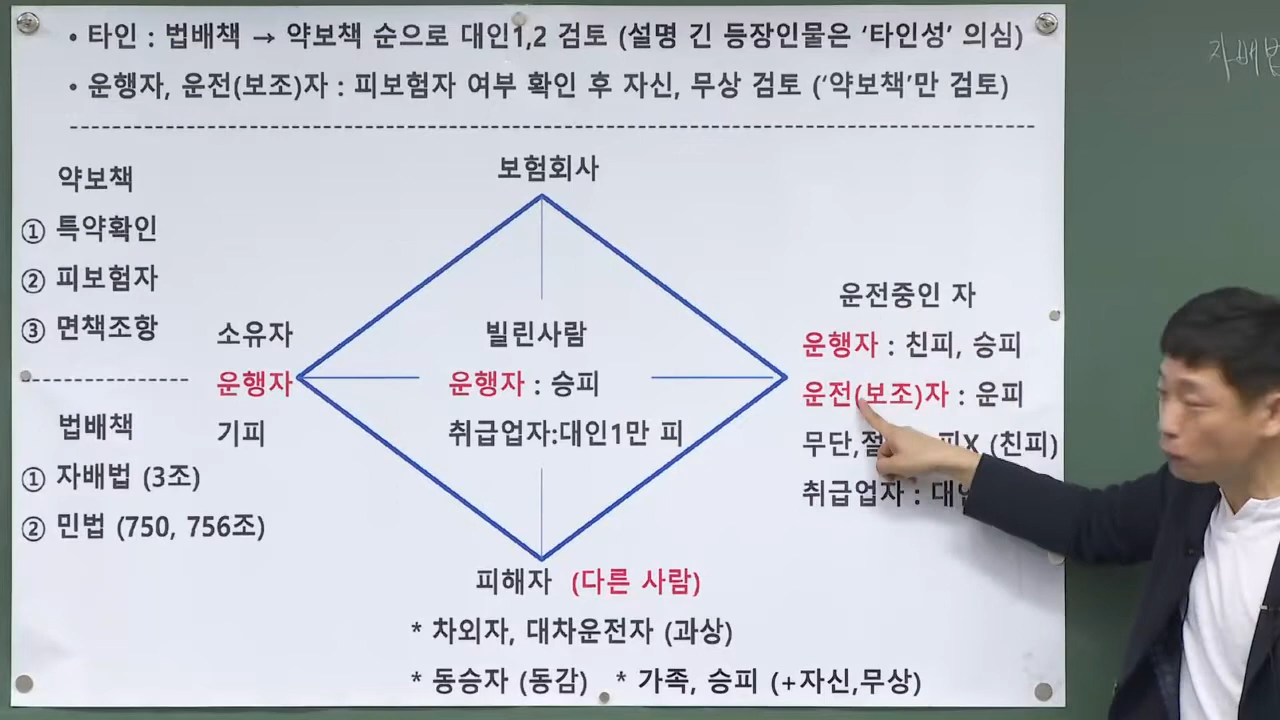 • 타인 : 법배책 → 약보책 순으로 대인1,2 검토 (설명 긴 등장인물은 '타인성' 의심)
• 운행자, 운전(보조)자 : 피보험자 여부 확인 후 자신, 무상 검토 ('약보책'만 검토)
약보책
① 특약확인
② 피보험자
③ 면책조항
법배책
① 자배법 (3조)
② 민법 (750, 756조)
보험회사
소유자
운행자
기피
빌린사람
운행자 : 승피
취급업자:대인1만 피
운전중인 자
운행자 : 친피, 승피
운전(보조)자 : 운피
무단, 피X (친피)
취급업자 :
피해자 (다른 사람)
* 차외자, 대차운전자 (과상)
* 동승자 (동감) * 가족, 승피 (+자신,무상)
자배법